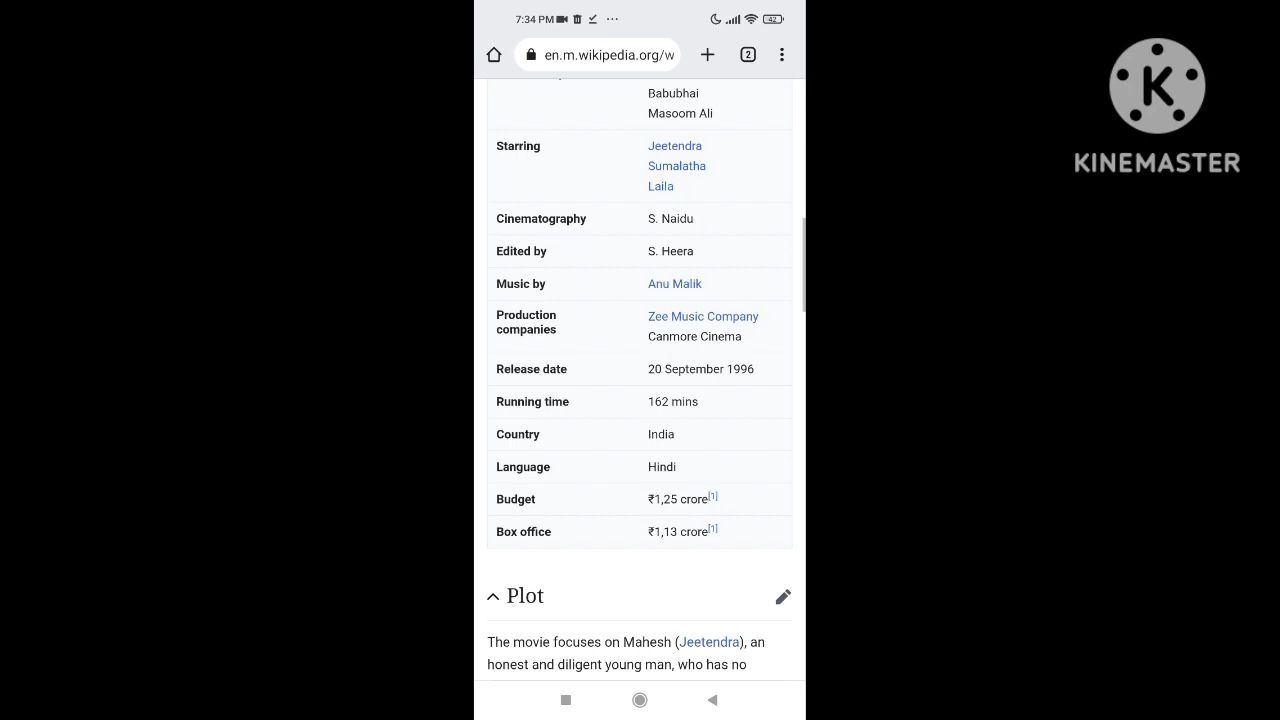 7:34 PM
42
en.m.wikipedia.org/w
2
Babubhai
Masoom Ali
Starring
Jeetendra
Sumalatha
Laila
Cinematography
S. Naidu
Edited by
S. Heera
Music by
Anu Malik
Production
companies
Zee Music Company
Canmore Cinema
Release date
20 September 1996
Running time
162 mins
Country
India
Language
Hindi
Budget
₹1,25 crore[1]
Box office
₹1,13 crore[1]
Plot
The movie focuses on Mahesh (Jeetendra), an
honest and diligent young man, who has no
K
KINEMASTER